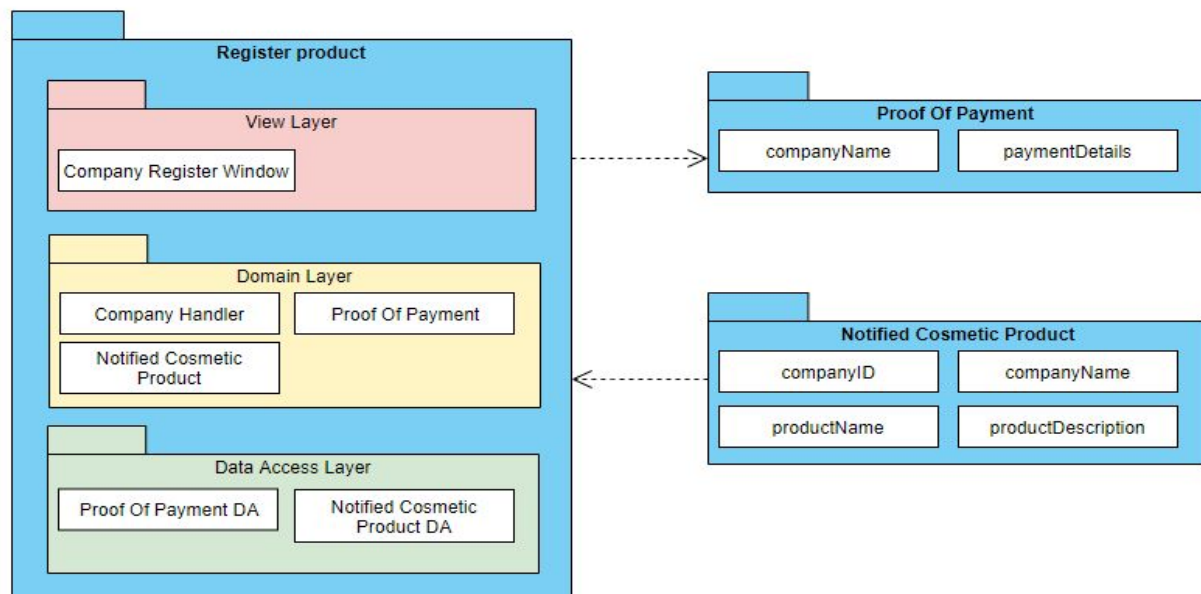 Register product
View Layer
Company Register Window
Domain Layer
Company Handler
Proof Of Payment
Notified Cosmetic
Product
Data Access Layer
Proof Of Payment DA
Notified Cosmetic
Product DA
Proof Of Payment
companyName
paymentDetails
Notified Cosmetic Product
companyID
companyName
productName
productDescription